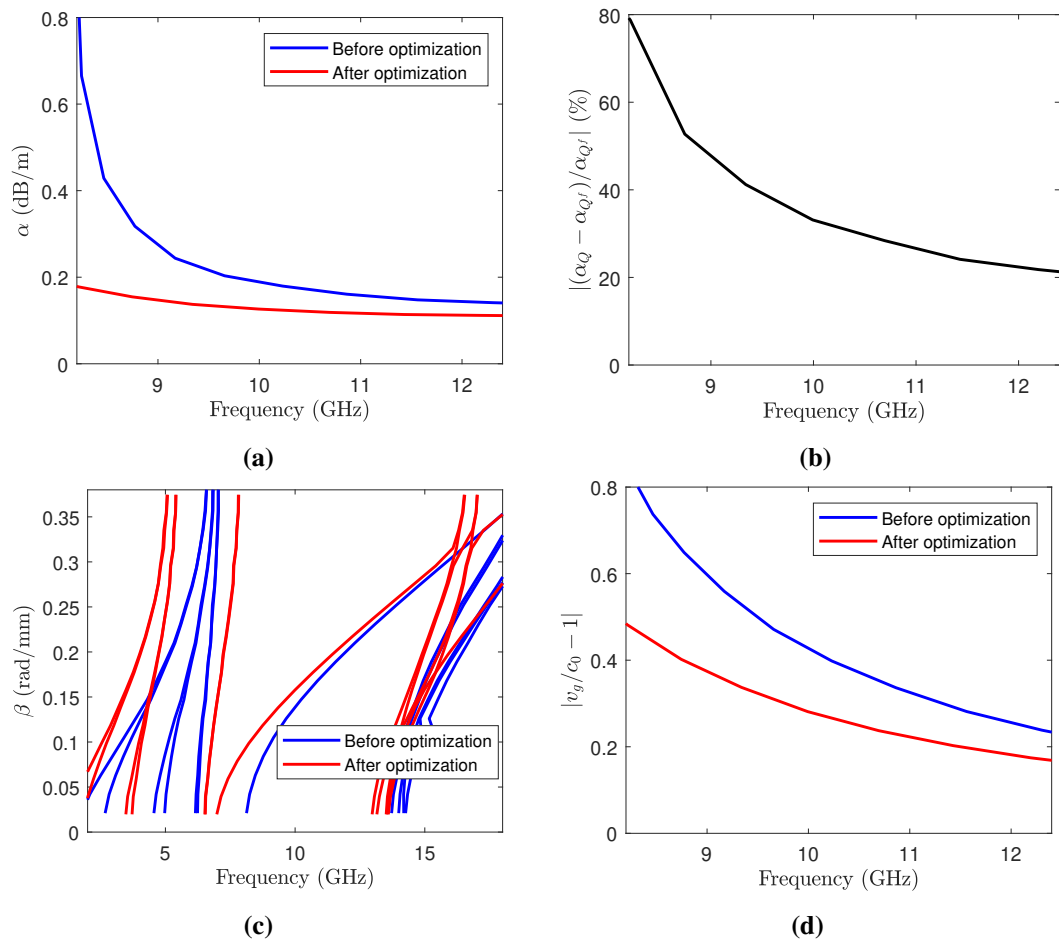 0.8
0.6
0.4
0.2
0
α (dB/m)
Before optimization
After optimization
9 10 11 12
Frequency (GHz)
(a)
80
60
40
20
0
|(α_Q − α_{Q^f})/α_{Q^f}| (%)
9 10 11 12
Frequency (GHz)
(b)
0.35
0.3
0.25
0.2
0.15
0.1
0.05
0
β (rad/mm)
Before optimization
After optimization
5 10 15
Frequency (GHz)
(c)
0.8
0.6
0.4
0.2
0
|v_g/c_0 − 1|
Before optimization
After optimization
9 10 11 12
Frequency (GHz)
(d)